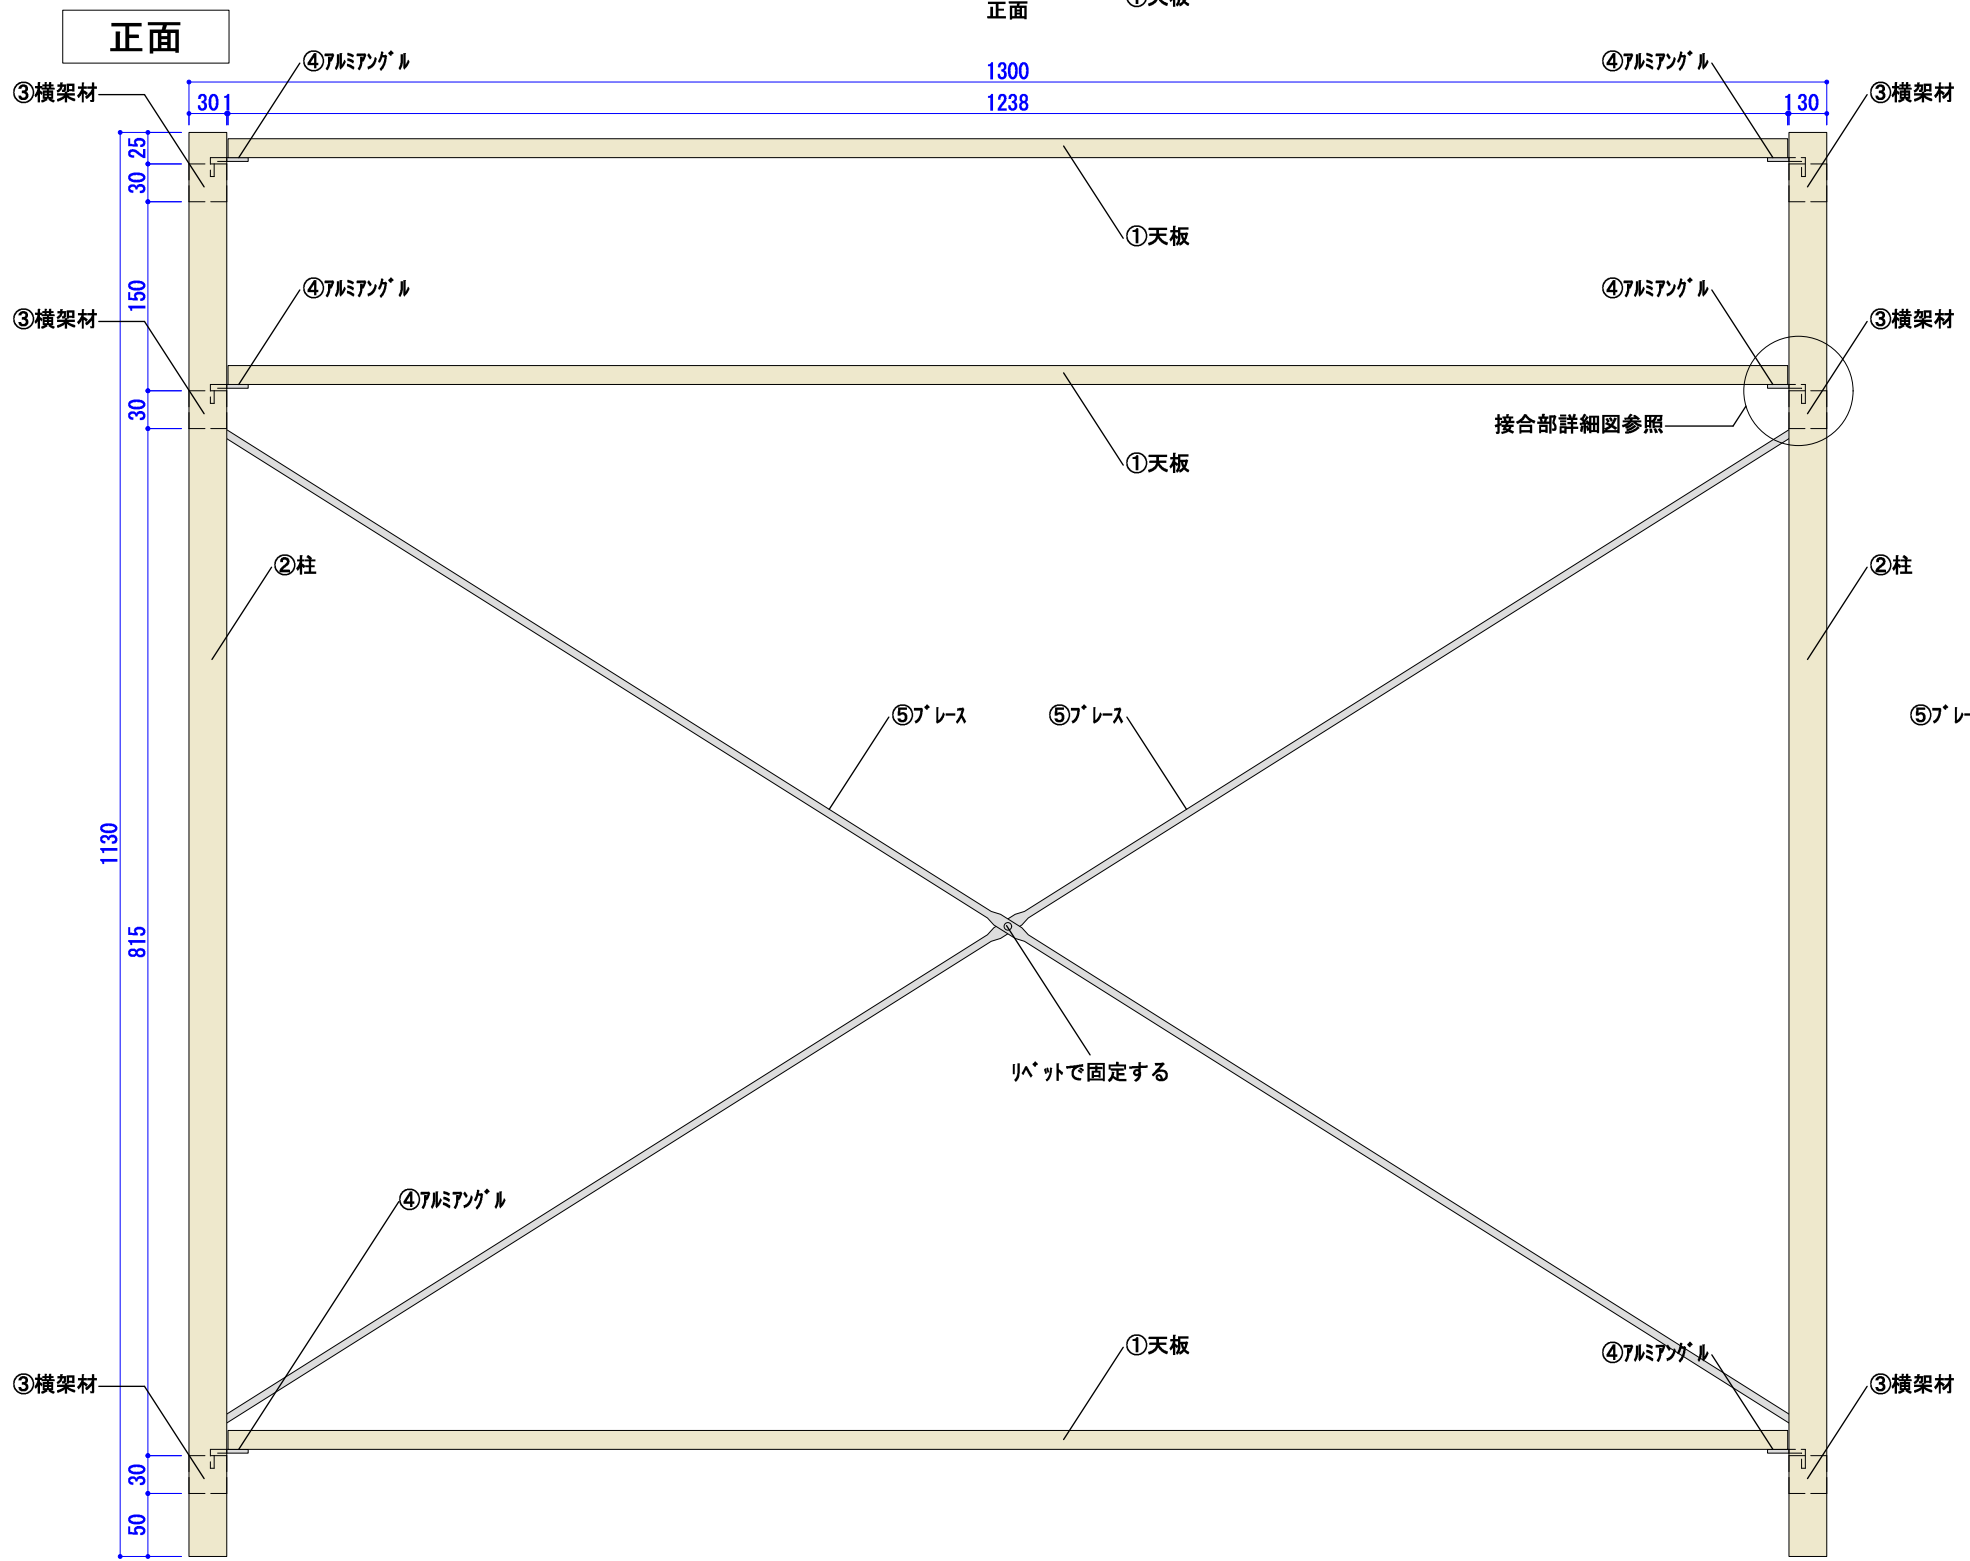 正面
①天板
正面
④ｱﾙﾐｱﾝｸﾞﾙ
④ｱﾙﾐｱﾝｸﾞﾙ
1300
③横架材
③横架材
30
1
1238
1
30
25
30
①天板
150
④ｱﾙﾐｱﾝｸﾞﾙ
④ｱﾙﾐｱﾝｸﾞﾙ
③横架材
③横架材
30
接合部詳細図参照
①天板
②柱
②柱
⑤ﾌﾞﾚｰｽ
⑤ﾌﾞﾚｰｽ
⑤ﾌﾞﾚｰ
1130
815
ﾘﾍﾞｯﾄで固定する
④ｱﾙﾐｱﾝｸﾞﾙ
①天板
④ｱﾙﾐｱﾝｸﾞﾙ
③横架材
③横架材
30
50